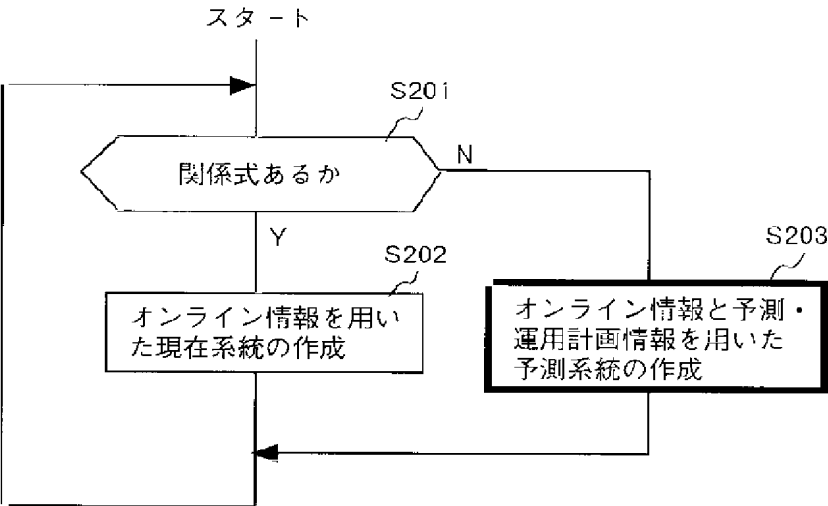 スタート
S201
関係式あるか
N
Y
S202
S203
オンライン情報を用い
た現在系統の作成
オンライン情報と予測・
運用計画情報を用いた
予測系統の作成